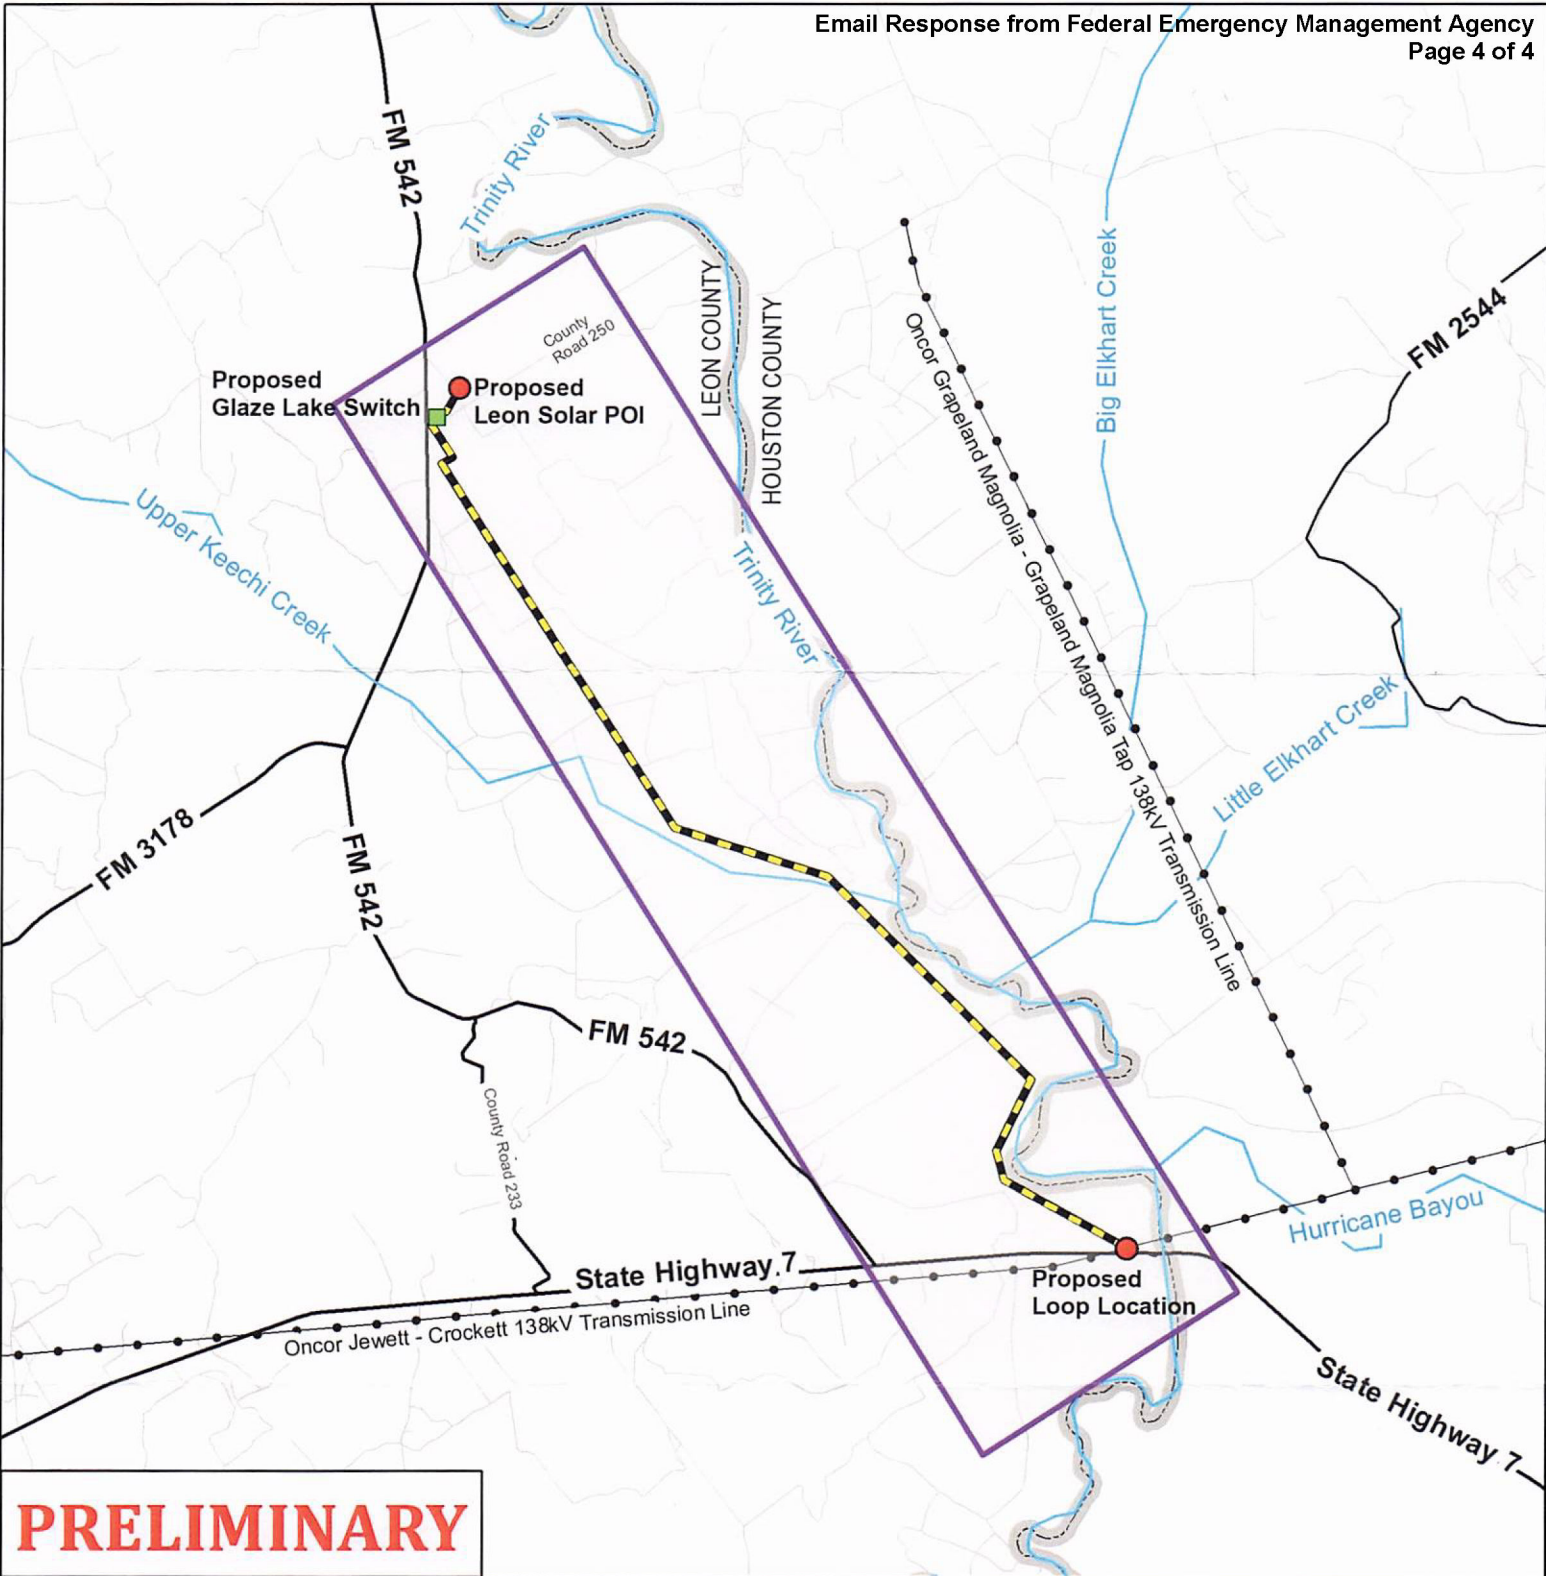 Email Response from Federal Emergency Management Agency
Page 4 of 4
FM 542
Trinity River
Big Elkhart Creek
FM 2544
LEON COUNTY
HOUSTON COUNTY
County
Road 250
Oncor Grapeland Magnolia - Grapeland Magnolia Tap 138kV Transmission Line
Proposed
Glaze Lake Switch
Proposed
Leon Solar POI
Upper Keechi Creek
Trinity River
Little Elkhart Creek
FM 3178
FM 542
FM 542
County Road 233
Hurricane Bayou
State Highway 7
Proposed
Loop Location
Oncor Jewett - Crockett 138kV Transmission Line
State Highway 7
PRELIMINARY